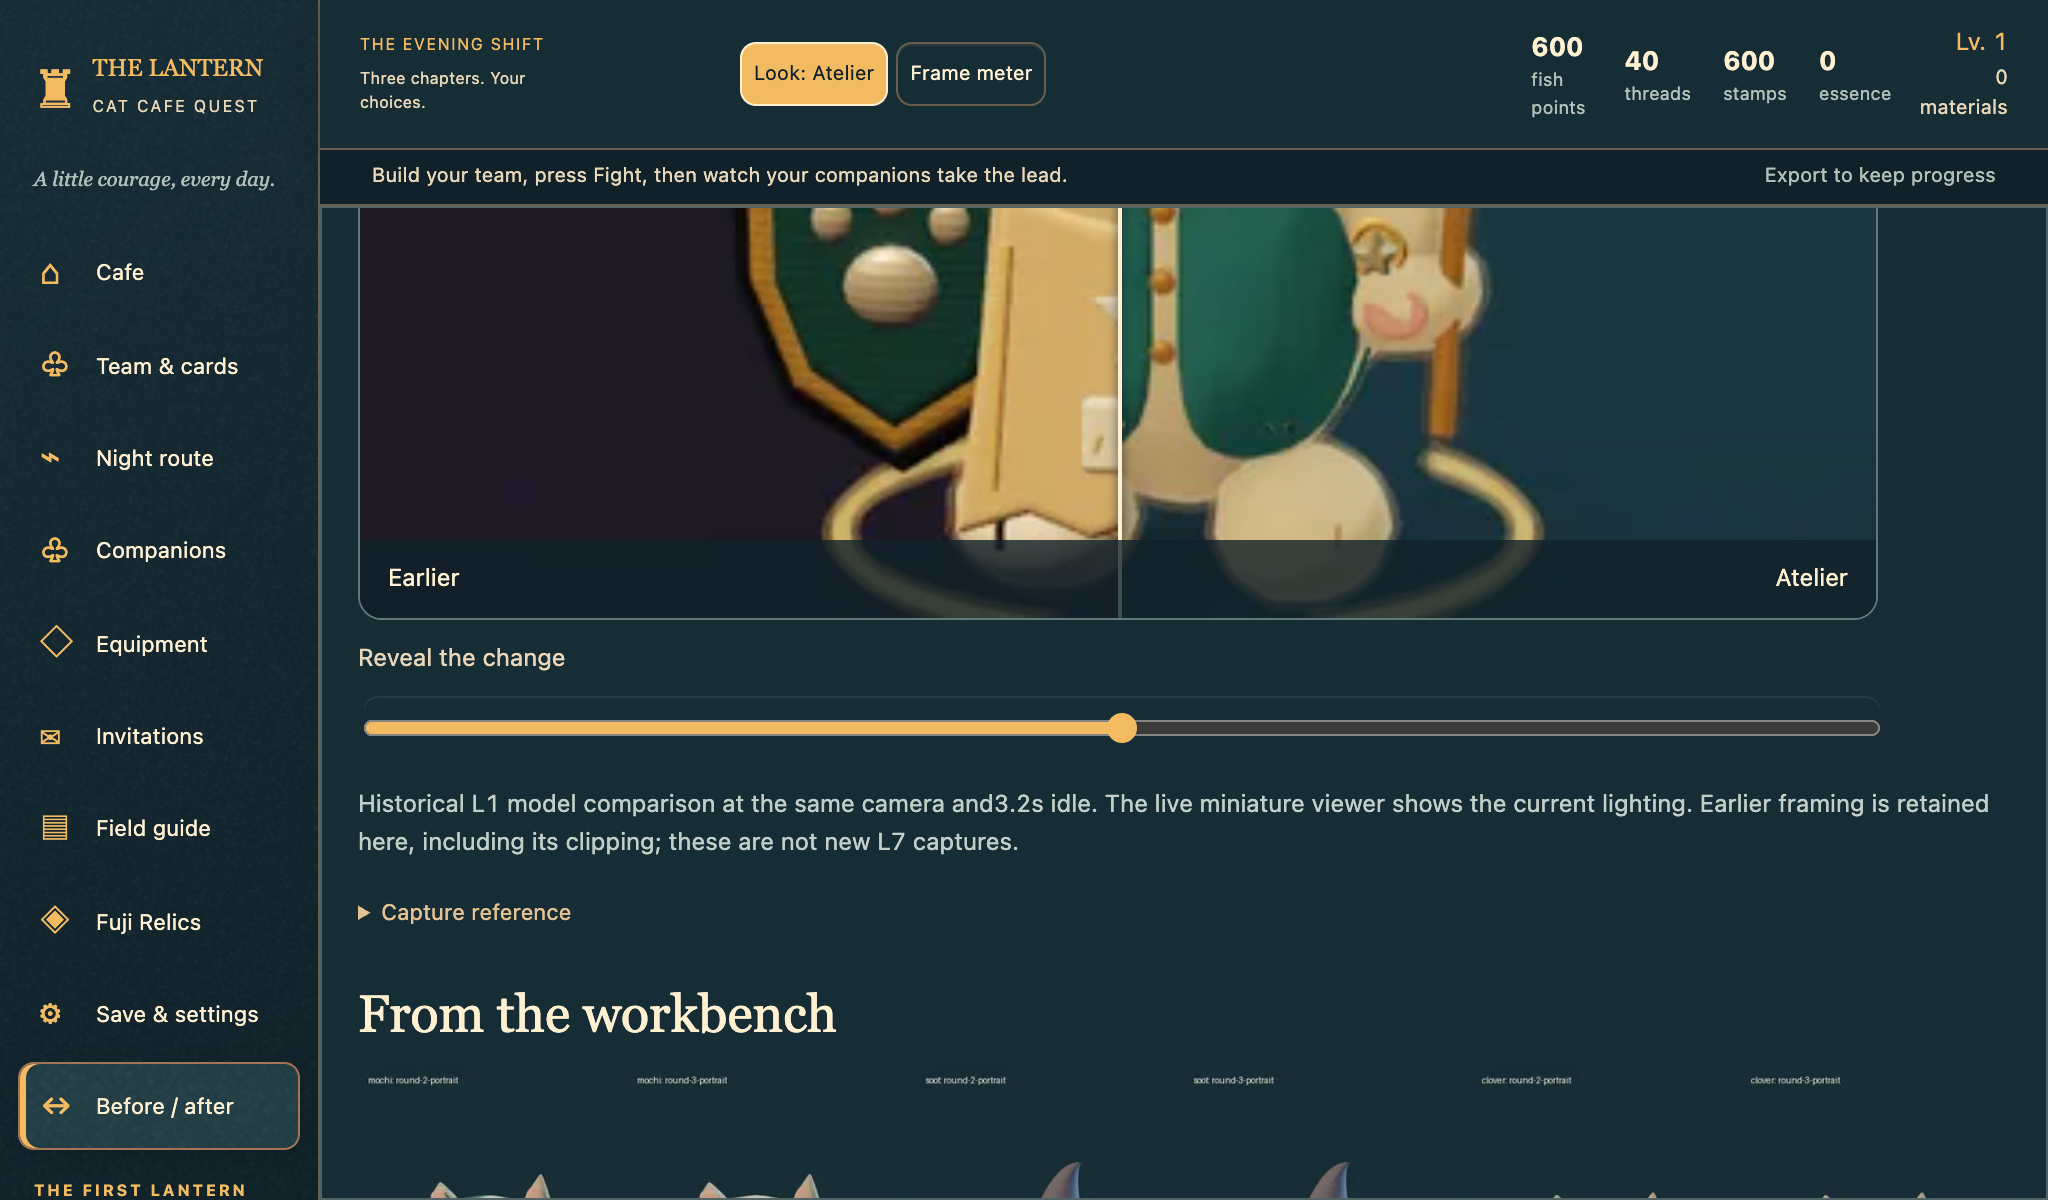 THE LANTERN
CAT CAFE QUEST
A little courage, every day.
Cafe
Team & cards
Night route
Companions
Equipment
Invitations
Field guide
Fuji Relics
Save & settings
Before / after
THE FIRST LANTERN
THE EVENING SHIFT
Three chapters. Your
choices.
Look: Atelier
Frame meter
600
fish
points
40
threads
600
stamps
0
essence
Lv. 1
0
materials
Build your team, press Fight, then watch your companions take the lead.
Export to keep progress
Earlier
Atelier
Reveal the change
Historical L1 model comparison at the same camera and3.2s idle. The live miniature viewer shows the current lighting. Earlier framing is retained
here, including its clipping; these are not new L7 captures.
Capture reference
From the workbench
mochi: round-2-portrait
mochi: round-3-portrait
soot: round-2-portrait
soot: round-3-portrait
clover: round-2-portrait
clover: round-3-portrait